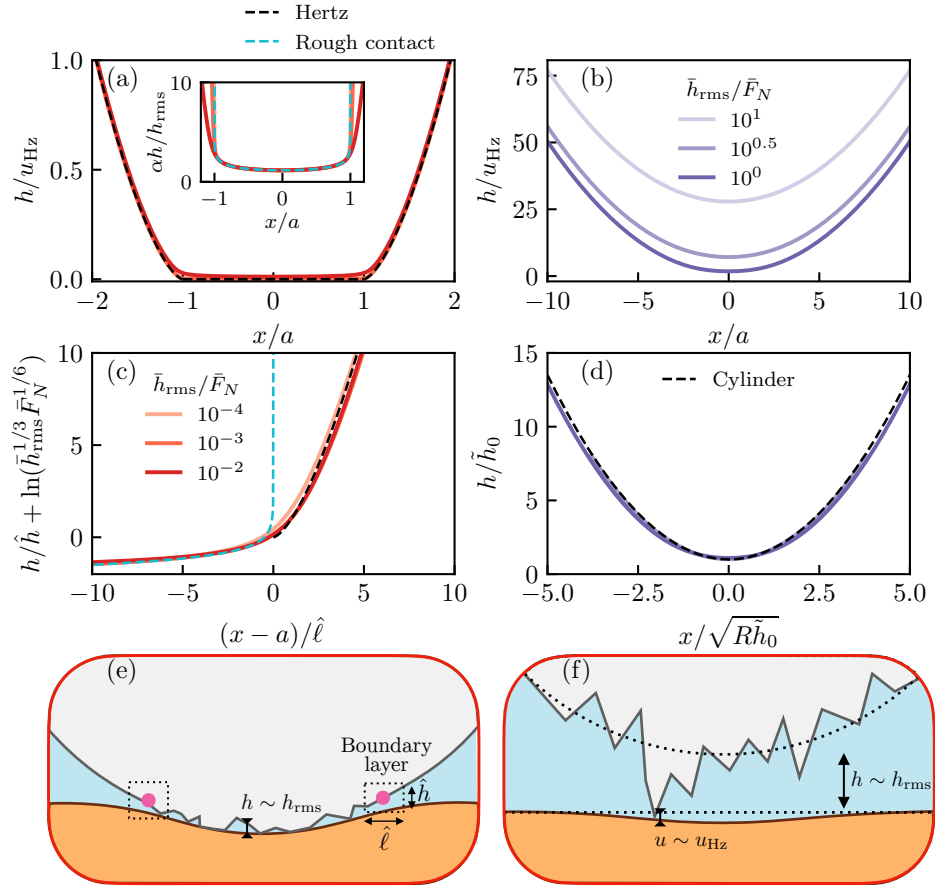 Hertz
Rough contact
(a)
1.0
0.5
0.0
h/u_Hz
−2 −1 0 1 2
x/a
10
0
αh/h_rms
−1 0 1
x/a
(b)
75
50
25
0
h/u_Hz
h̄_rms/F̄_N
10^1
10^0.5
10^0
−10 −5 0 5 10
x/a
(c)
10
5
0
h/ĥ + ln(h̄_rms^{1/3} F̄_N^{1/6})
h̄_rms/F̄_N
10^−4
10^−3
10^−2
−10 −5 0 5 10
(x − a)/ℓ̂
(d)
Cylinder
15
10
5
0
h/h̃_0
−5.0 −2.5 0.0 2.5 5.0
x/√(Rh̃_0)
(e)
Boundary
layer
h ∼ h_rms
ĥ
ℓ̂
(f)
h ∼ h_rms
u ∼ u_Hz